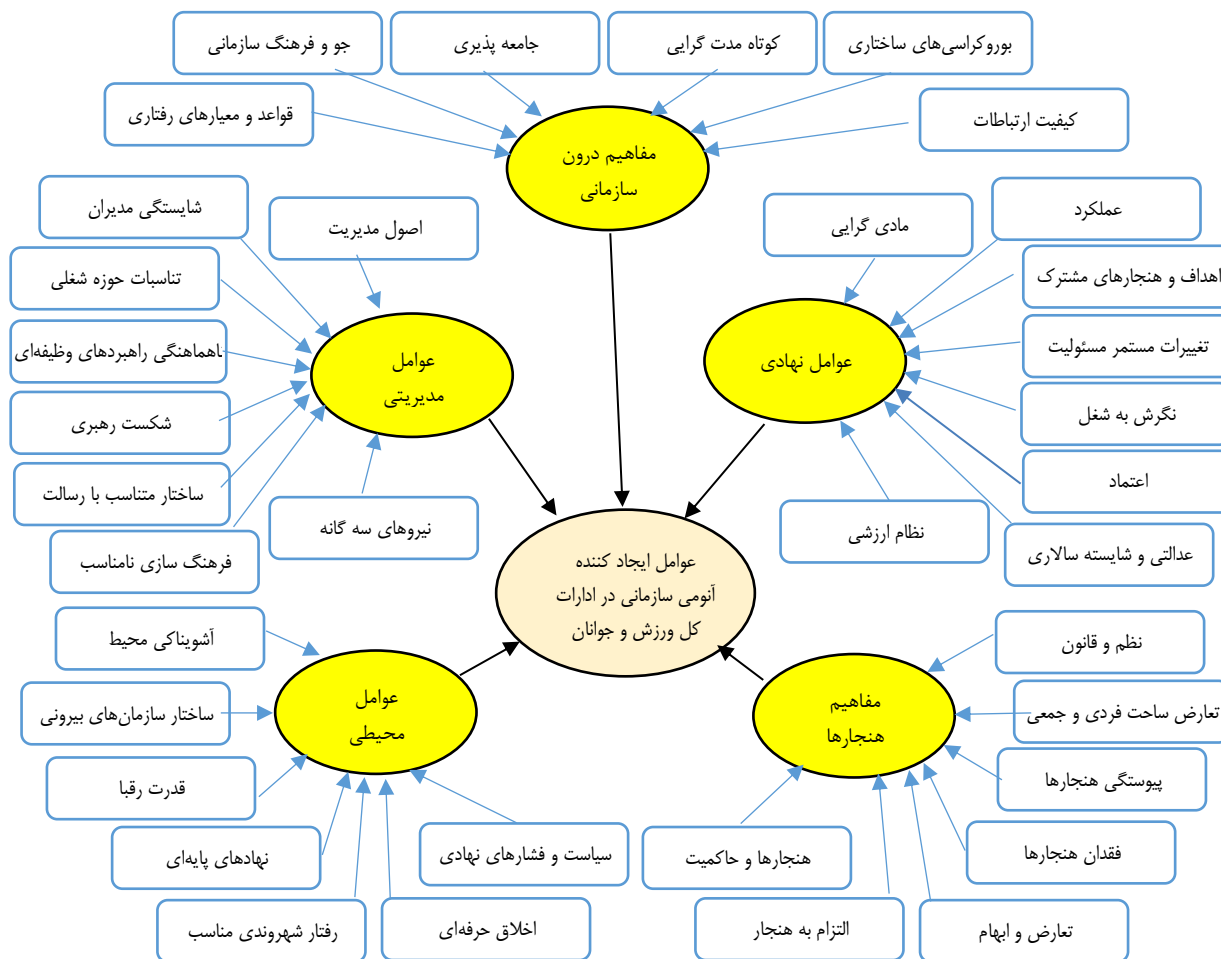 بوروکراسی‌های ساختاری
کوتاه مدت گرایی
جامعه پذیری
جو و فرهنگ سازمانی
کیفیت ارتباطات
قواعد و معیارهای رفتاری
مفاهیم درون
سازمانی
عملکرد
مادی گرایی
اهداف و هنجارهای مشترک
تغییرات مستمر مسئولیت
نگرش به شغل
اعتماد
عدالتی و شایسته سالاری
نظام ارزشی
عوامل نهادی
اصول مدیریت
شایستگی مدیران
تناسبات حوزه شغلی
ناهماهنگی راهبردهای وظیفه‌ای
شکست رهبری
ساختار متناسب با رسالت
فرهنگ سازی نامناسب
نیروهای سه گانه
عوامل
مدیریتی
عوامل ایجاد کننده
آنومی سازمانی در ادارات
کل ورزش و جوانان
نظم و قانون
تعارض ساحت فردی و جمعی
پیوستگی هنجارها
فقدان هنجارها
تعارض و ابهام
التزام به هنجار
هنجارها و حاکمیت
مفاهیم
هنجارها
آشویناکی محیط
ساختار سازمان‌های بیرونی
قدرت رقبا
نهادهای پایه‌ای
رفتار شهروندی مناسب
اخلاق حرفه‌ای
سیاست و فشارهای نهادی
عوامل
محیطی